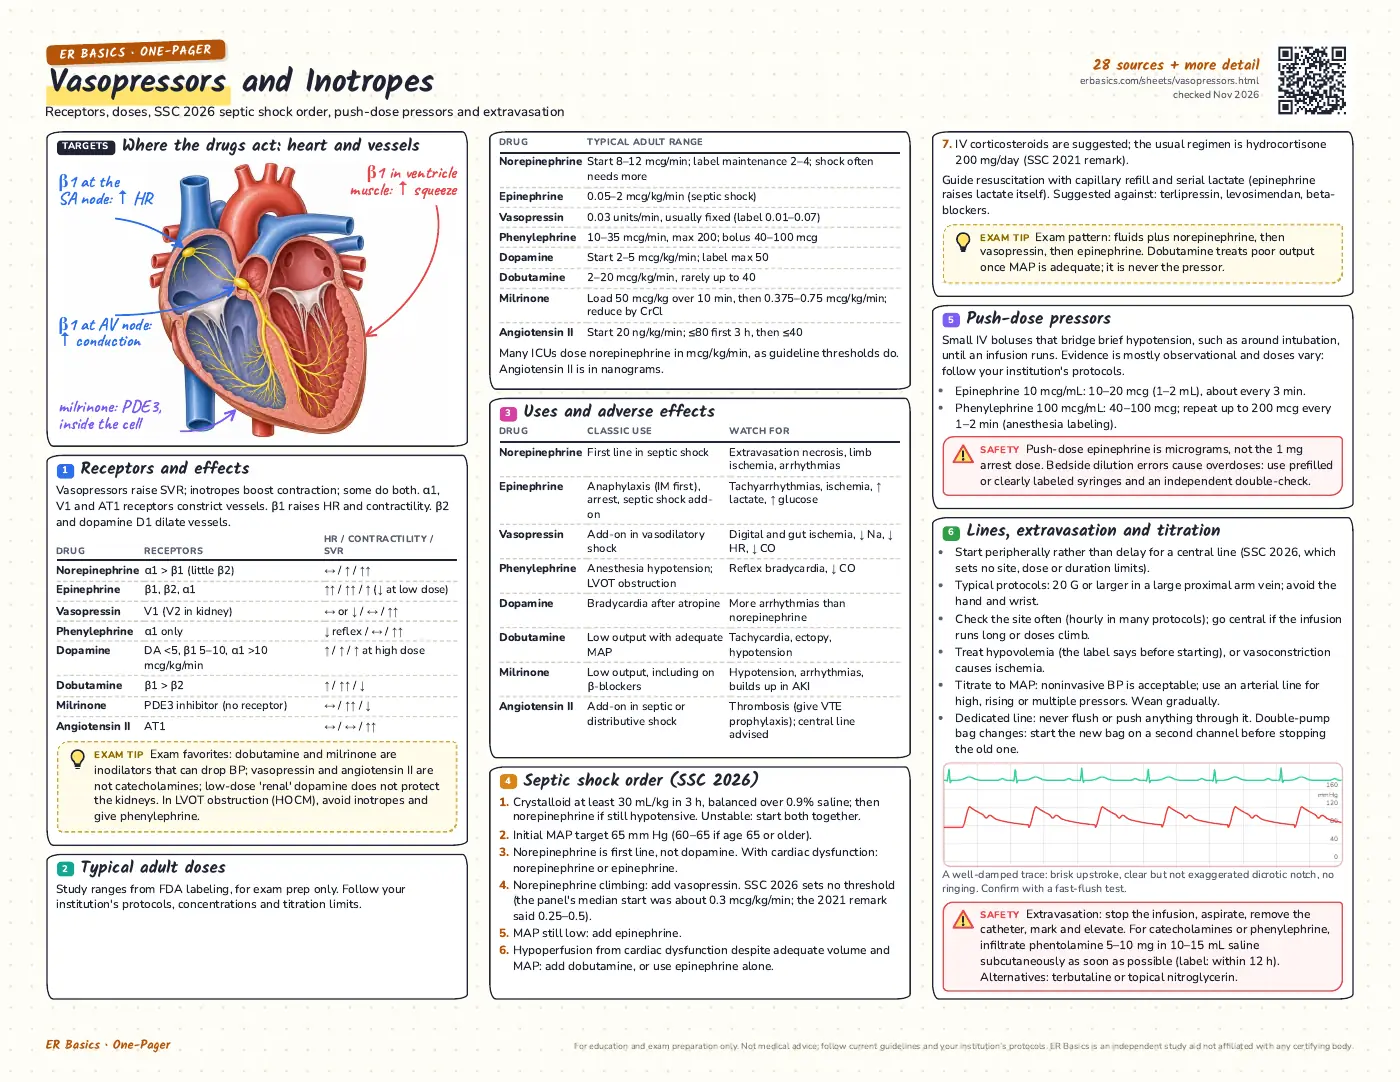 ER BASICS · ONE-PAGER
Vasopressors and Inotropes
Receptors, doses, SSC 2026 septic shock order, push-dose pressors and extravasation
28 sources + more detail
erbasics.com/sheets/vasopressors.html
checked Nov 2026
TARGETS Where the drugs act: heart and vessels
β1 at the
SA node: ↑ HR
β1 in ventricle
muscle: ↑ squeeze
β1 at AV node:
↑ conduction
milrinone: PDE3,
inside the cell
1 Receptors and effects
Vasopressors raise SVR; inotropes boost contraction; some do both. α1,
V1 and AT1 receptors constrict vessels. β1 raises HR and contractility. β2
and dopamine D1 dilate vessels.
HR / CONTRACTILITY /
DRUG RECEPTORS SVR
Norepinephrine α1 > β1 (little β2) ↔ / ↑ / ↑↑
Epinephrine β1, β2, α1 ↑↑ / ↑↑ / ↑ (↓ at low dose)
Vasopressin V1 (V2 in kidney) ↔ or ↓ / ↔ / ↑↑
Phenylephrine α1 only ↓ reflex / ↔ / ↑↑
Dopamine DA <5, β1 5–10, α1 >10 ↑ / ↑ / ↑ at high dose
mcg/kg/min
Dobutamine β1 > β2 ↑ / ↑↑ / ↓
Milrinone PDE3 inhibitor (no receptor) ↔ / ↑↑ / ↓
Angiotensin II AT1 ↔ / ↔ / ↑↑
EXAM TIP Exam favorites: dobutamine and milrinone are
inodilators that can drop BP; vasopressin and angiotensin II are
not catecholamines; low-dose 'renal' dopamine does not protect
the kidneys. In LVOT obstruction (HOCM), avoid inotropes and
give phenylephrine.
2 Typical adult doses
Study ranges from FDA labeling, for exam prep only. Follow your
institution's protocols, concentrations and titration limits.
DRUG TYPICAL ADULT RANGE
Norepinephrine Start 8–12 mcg/min; label maintenance 2–4; shock often
needs more
Epinephrine 0.05–2 mcg/kg/min (septic shock)
Vasopressin 0.03 units/min, usually fixed (label 0.01–0.07)
Phenylephrine 10–35 mcg/min, max 200; bolus 40–100 mcg
Dopamine Start 2–5 mcg/kg/min; label max 50
Dobutamine 2–20 mcg/kg/min, rarely up to 40
Milrinone Load 50 mcg/kg over 10 min, then 0.375–0.75 mcg/kg/min;
reduce by CrCl
Angiotensin II Start 20 ng/kg/min; ≤80 first 3 h, then ≤40
Many ICUs dose norepinephrine in mcg/kg/min, as guideline thresholds do.
Angiotensin II is in nanograms.
3 Uses and adverse effects
DRUG CLASSIC USE WATCH FOR
Norepinephrine First line in septic shock Extravasation necrosis, limb
ischemia, arrhythmias
Epinephrine Anaphylaxis (IM first), Tachyarrhythmias, ischemia, ↑
arrest, septic shock add- lactate, ↑ glucose
on
Vasopressin Add-on in vasodilatory Digital and gut ischemia, ↓ Na, ↓
shock HR, ↓ CO
Phenylephrine Anesthesia hypotension; Reflex bradycardia, ↓ CO
LVOT obstruction
Dopamine Bradycardia after atropine More arrhythmias than
norepinephrine
Dobutamine Low output with adequate Tachycardia, ectopy,
MAP hypotension
Milrinone Low output, including on Hypotension, arrhythmias,
β-blockers builds up in AKI
Angiotensin II Add-on in septic or Thrombosis (give VTE
distributive shock prophylaxis); central line
advised
4 Septic shock order (SSC 2026)
1. Crystalloid at least 30 mL/kg in 3 h, balanced over 0.9% saline; then
norepinephrine if still hypotensive. Unstable: start both together.
2. Initial MAP target 65 mm Hg (60–65 if age 65 or older).
3. Norepinephrine is first line, not dopamine. With cardiac dysfunction:
norepinephrine or epinephrine.
4. Norepinephrine climbing: add vasopressin. SSC 2026 sets no threshold
(the panel's median start was about 0.3 mcg/kg/min; the 2021 remark
said 0.25–0.5).
5. MAP still low: add epinephrine.
6. Hypoperfusion from cardiac dysfunction despite adequate volume and
MAP: add dobutamine, or use epinephrine alone.
7. IV corticosteroids are suggested; the usual regimen is hydrocortisone
200 mg/day (SSC 2021 remark).
Guide resuscitation with capillary refill and serial lactate (epinephrine
raises lactate itself). Suggested against: terlipressin, levosimendan, beta-
blockers.
EXAM TIP Exam pattern: fluids plus norepinephrine, then
vasopressin, then epinephrine. Dobutamine treats poor output
once MAP is adequate; it is never the pressor.
5 Push-dose pressors
Small IV boluses that bridge brief hypotension, such as around intubation,
until an infusion runs. Evidence is mostly observational and doses vary:
follow your institution's protocols.
• Epinephrine 10 mcg/mL: 10–20 mcg (1–2 mL), about every 3 min.
• Phenylephrine 100 mcg/mL: 40–100 mcg; repeat up to 200 mcg every
1–2 min (anesthesia labeling).
SAFETY Push-dose epinephrine is micrograms, not the 1 mg
arrest dose. Bedside dilution errors cause overdoses: use prefilled
or clearly labeled syringes and an independent double-check.
6 Lines, extravasation and titration
• Start peripherally rather than delay for a central line (SSC 2026, which
sets no site, dose or duration limits).
• Typical protocols: 20 G or larger in a large proximal arm vein; avoid the
hand and wrist.
• Check the site often (hourly in many protocols); go central if the infusion
runs long or doses climb.
• Treat hypovolemia (the label says before starting), or vasoconstriction
causes ischemia.
• Titrate to MAP: noninvasive BP is acceptable; use an arterial line for
high, rising or multiple pressors. Wean gradually.
• Dedicated line: never flush or push anything through it. Double-pump
bag changes: start the new bag on a second channel before stopping
the old one.
160
mmHg
120
80
40
0
A well-damped trace: brisk upstroke, clear but not exaggerated dicrotic notch, no
ringing. Confirm with a fast-flush test.
SAFETY Extravasation: stop the infusion, aspirate, remove the
catheter, mark and elevate. For catecholamines or phenylephrine,
infiltrate phentolamine 5–10 mg in 10–15 mL saline
subcutaneously as soon as possible (label: within 12 h).
Alternatives: terbutaline or topical nitroglycerin.
ER Basics · One-Pager
For education and exam preparation only. Not medical advice; follow current guidelines and your institution's protocols. ER Basics is an independent study aid not affiliated with any certifying body.